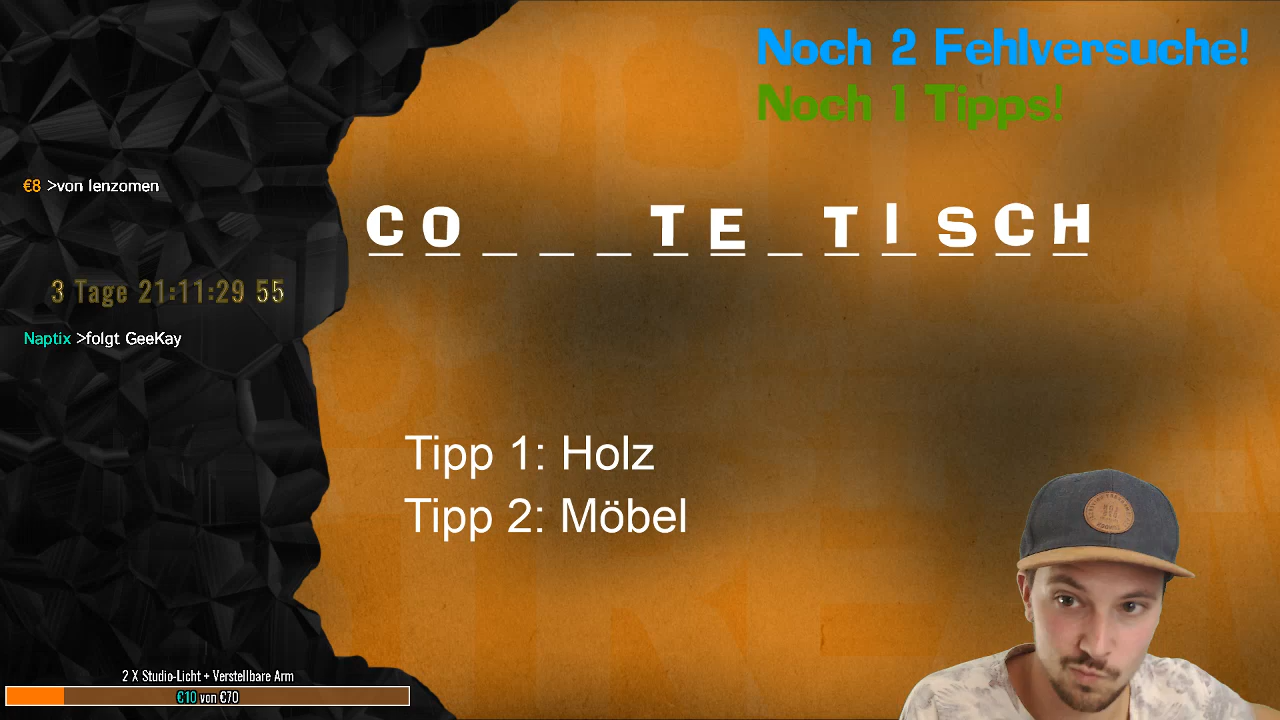 Noch 2 Fehlversuche!
Noch 1 Tipps!
€8 >von lenzomen
CO _ _ _ TE _ TISCH
3 Tage 21:11:29 55
Naptix >folgt GeeKay
Tipp 1: Holz
Tipp 2: Möbel
2 X Studio-Licht + Verstellbare Arm
€10 von €70